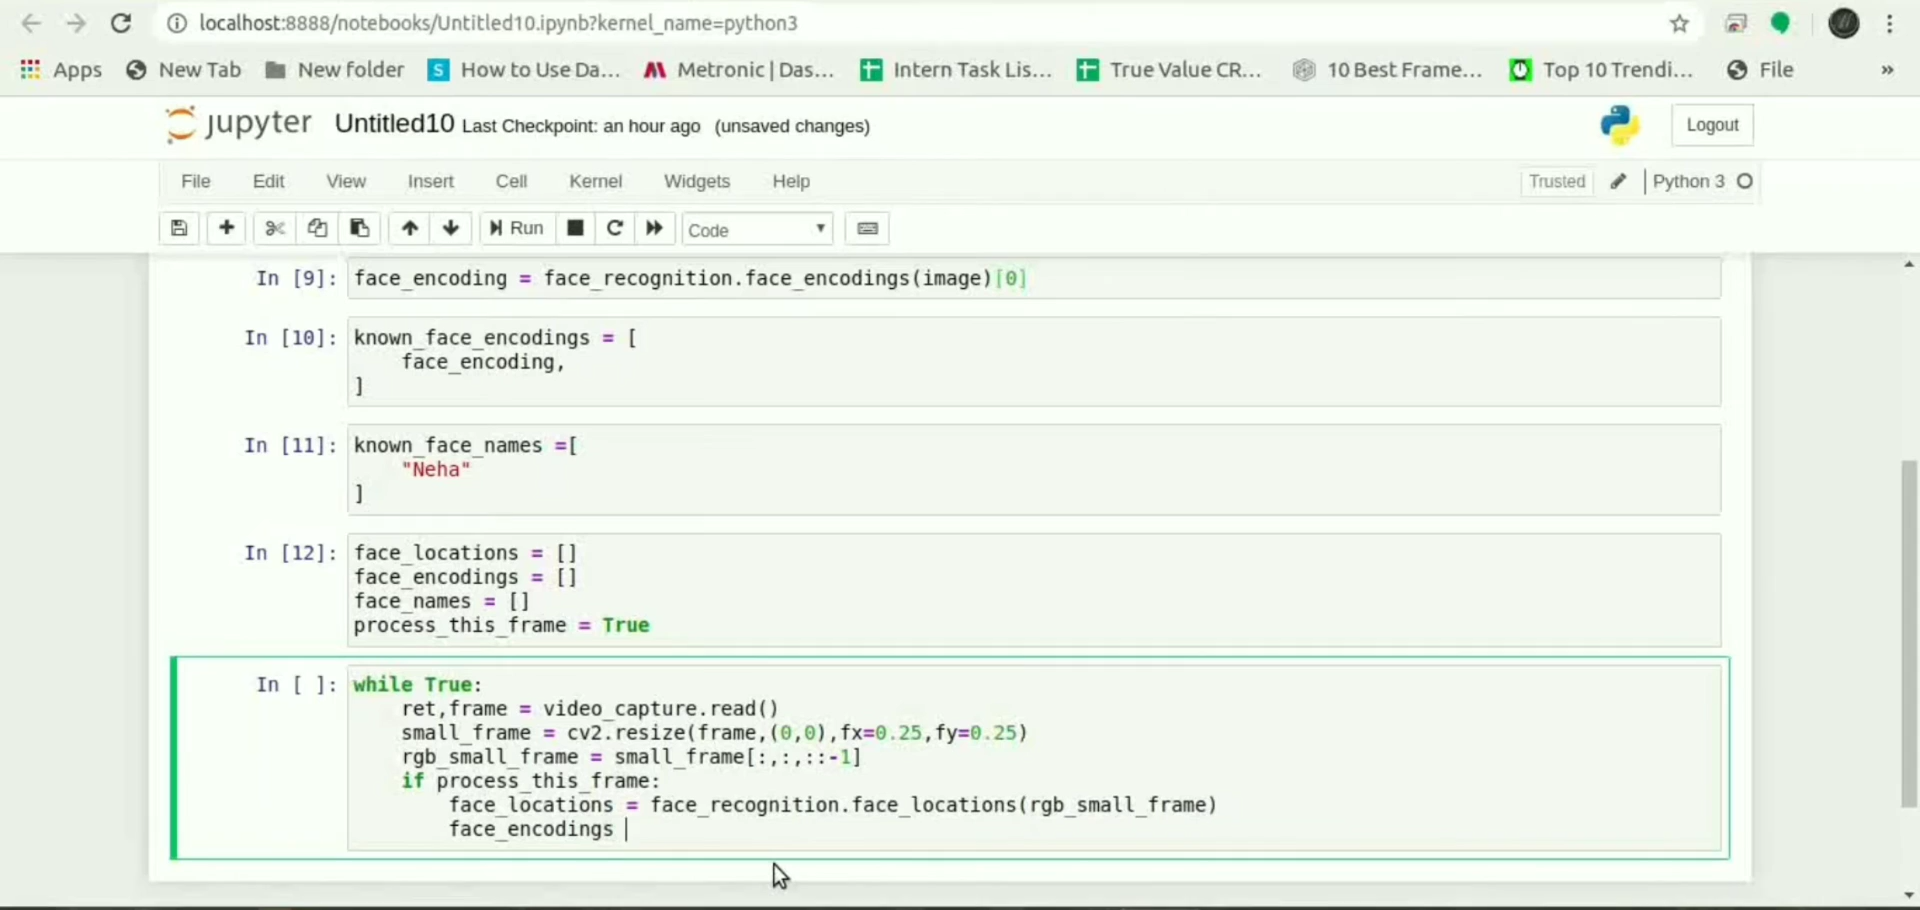 localhost:8888/notebooks/Untitled10.ipynb?kernel_name=python3
Apps New Tab New folder S How to Use Da... Metronic | Das... Intern Task Lis... True Value CR... 10 Best Frame... Top 10 Trendi... File »
jupyter Untitled10 Last Checkpoint: an hour ago (unsaved changes) Logout
File Edit View Insert Cell Kernel Widgets Help Trusted Python 3
Run Code
In [9]: face_encoding = face_recognition.face_encodings(image)[0]
In [10]: known_face_encodings = [
face_encoding,
]
In [11]: known_face_names =[
"Neha"
]
In [12]: face_locations = []
face_encodings = []
face_names = []
process_this_frame = True
In [ ]: while True:
ret,frame = video_capture.read()
small_frame = cv2.resize(frame,(0,0),fx=0.25,fy=0.25)
rgb_small_frame = small_frame[:,:,::-1]
if process_this_frame:
face_locations = face_recognition.face_locations(rgb_small_frame)
face_encodings